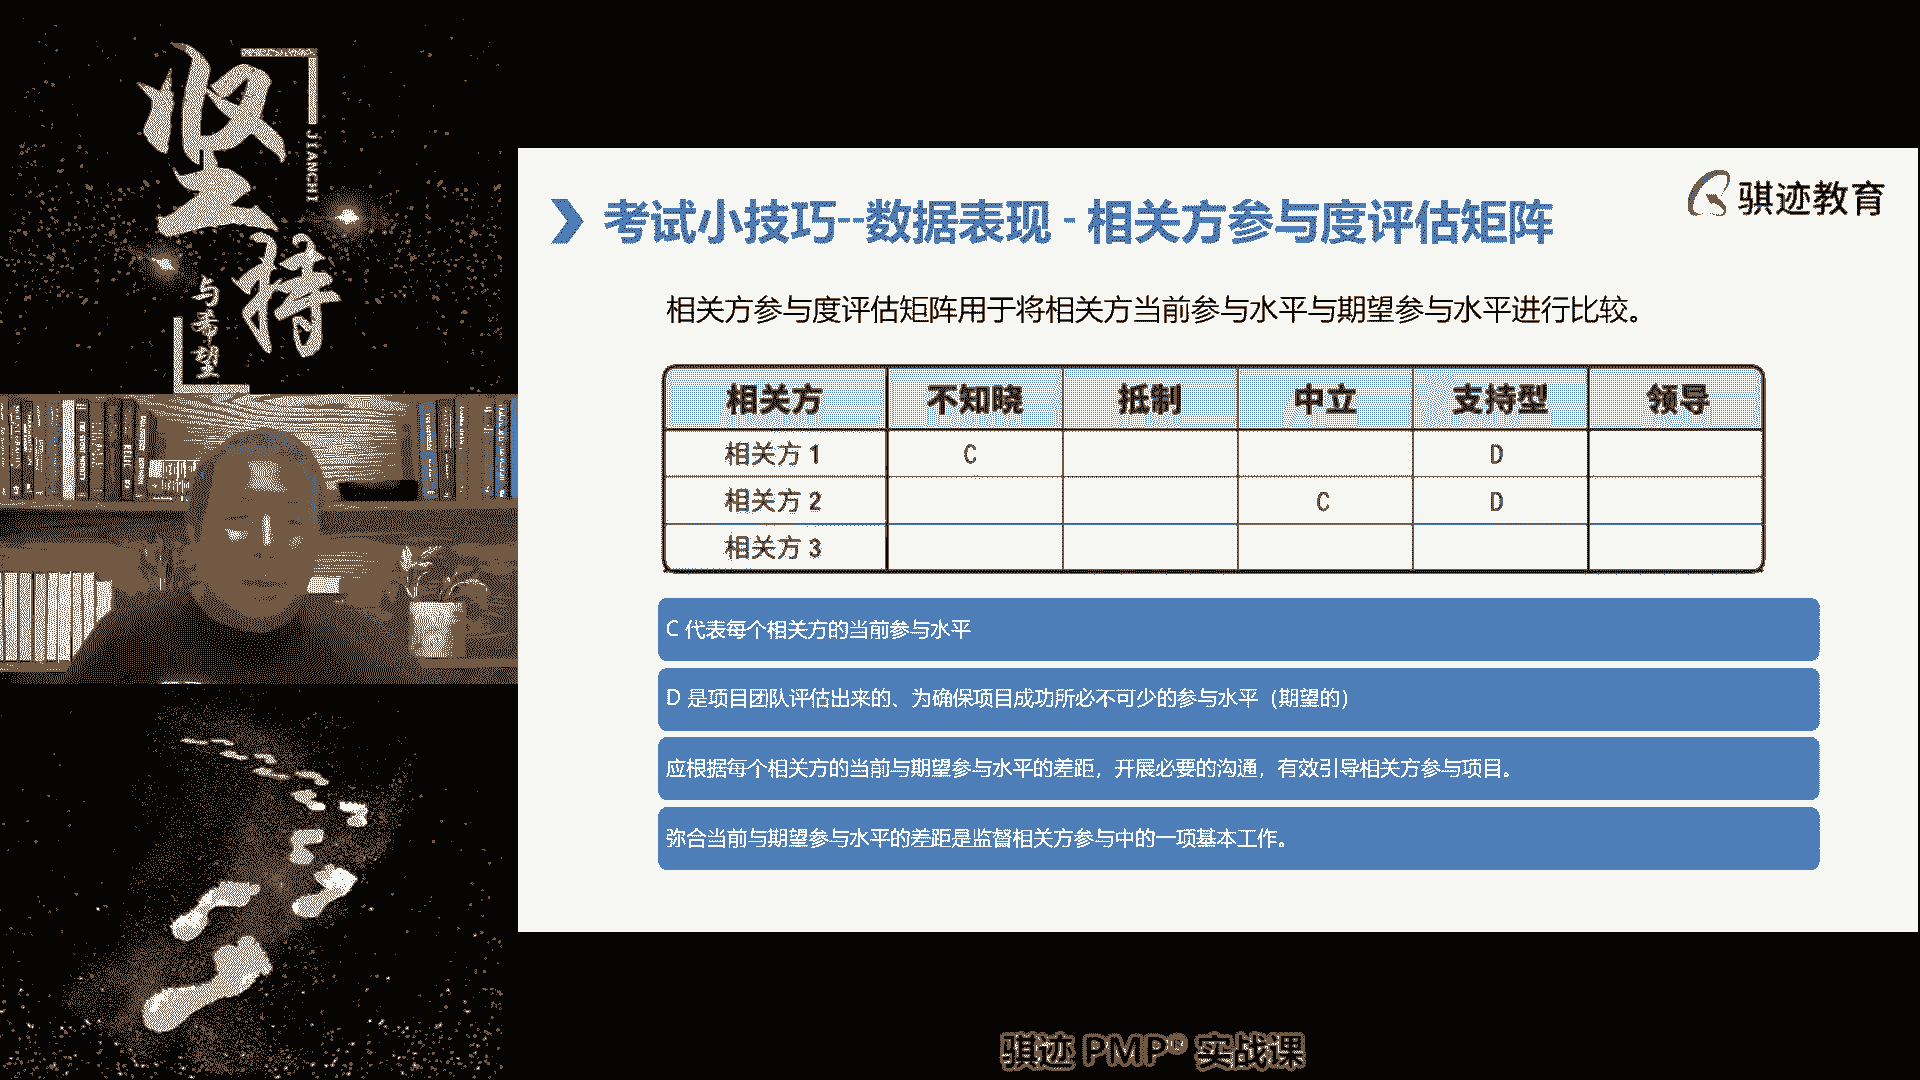 坚持
JIANCHI
与希望
骐迹教育
考试小技巧--数据表现 - 相关方参与度评估矩阵
相关方参与度评估矩阵用于将相关方当前参与水平与期望参与水平进行比较。
相关方 不知晓 抵制 中立 支持型 领导
相关方 1 C D
相关方 2 C D
相关方 3
C 代表每个相关方的当前参与水平
D 是项目团队评估出来的、为确保项目成功所必不可少的参与水平（期望的）
应根据每个相关方的当前与期望参与水平的差距，开展必要的沟通，有效引导相关方参与项目。
弥合当前与期望参与水平的差距是监督相关方参与中的一项基本工作。
骐迹 PMP® 实战课